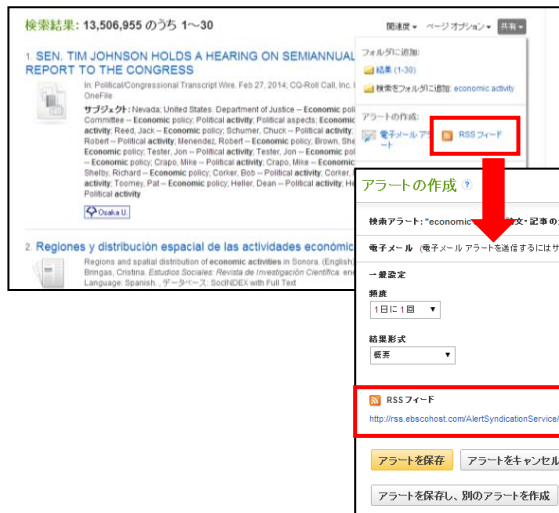 検索結果: 13,506,955 のうち 1～30
関連度 ページ オプション 共有
1. SEN. TIM JOHNSON HOLDS A HEARING ON SEMIANNUAL
REPORT TO THE CONGRESS
In: Political/Congressional Transcript Wire. Feb 27, 2014; CQ-Roll Call, Inc.
OneFile
サブジェクト: Nevada; United States. Department of Justice -- Economic poli
Committee -- Economic policy; Political activity; Political aspects; Economic
activity; Reed, Jack -- Economic policy; Schumer, Chuck -- Political activity;
Robert -- Political activity; Menendez, Robert -- Economic policy; Brown, She
Economic policy; Tester, Jon -- Political activity; Tester, Jon -- Economic pol
-- Economic policy; Crapo, Mike -- Political activity; Crapo, Mike -- Economic
Shelby, Richard -- Economic policy; Corker, Bob -- Political activity; Corker,
activity; Toomey, Pat -- Economic policy; Heller, Dean -- Political activity; He
Political activity
Osaka U.
2. Regiones y distribución espacial de las actividades económic
Regions and spatial distribution of economic activities in Sonora. (English)
Bringas, Cristina. Estudios Sociales: Revista de Investigación Científica. ene
Language: Spanish. , データベース: SocINDEX with Full Text
フォルダに追加:
結果 (1-30)
検索をフォルダに追加: economic activity
アラートの作成:
電子メール アラ
ート
RSS フィード
アラートの作成
検索アラート: "economic 文・記事の
電子メール (電子メール アラートを送信するにはサ
一般設定
頻度
1日に1回
結果形式
概要
RSS フィード
http://rss.ebscohost.com/AlertSyndicationService/
アラートを保存 アラートをキャンセル
アラートを保存し、別のアラートを作成